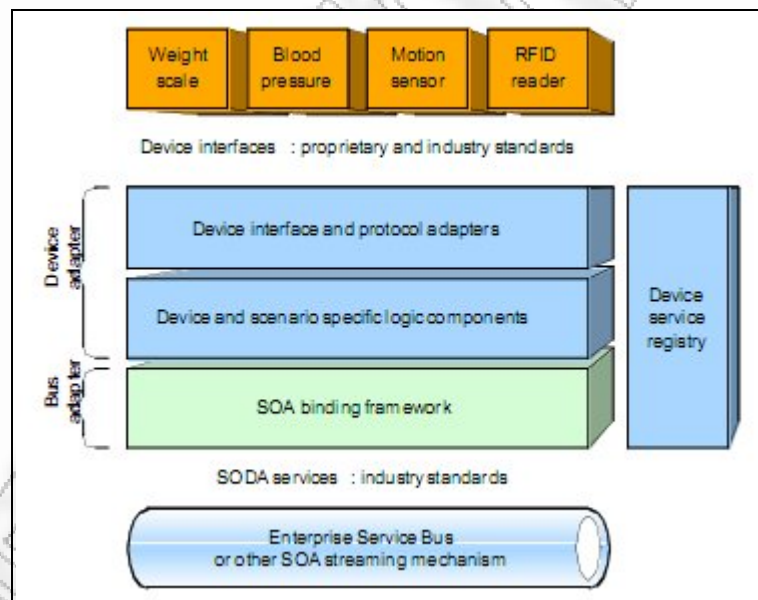 Weight
scale
Blood
pressure
Motion
sensor
RFID
reader
Device interfaces : proprietary and industry standards
Device
adapter
Device interface and protocol adapters
Device and scenario specific logic components
Device
service
registry
Bus
adapter
SOA binding framework
SODA services : industry standards
Enterprise Service Bus
or other SOA streaming mechanism